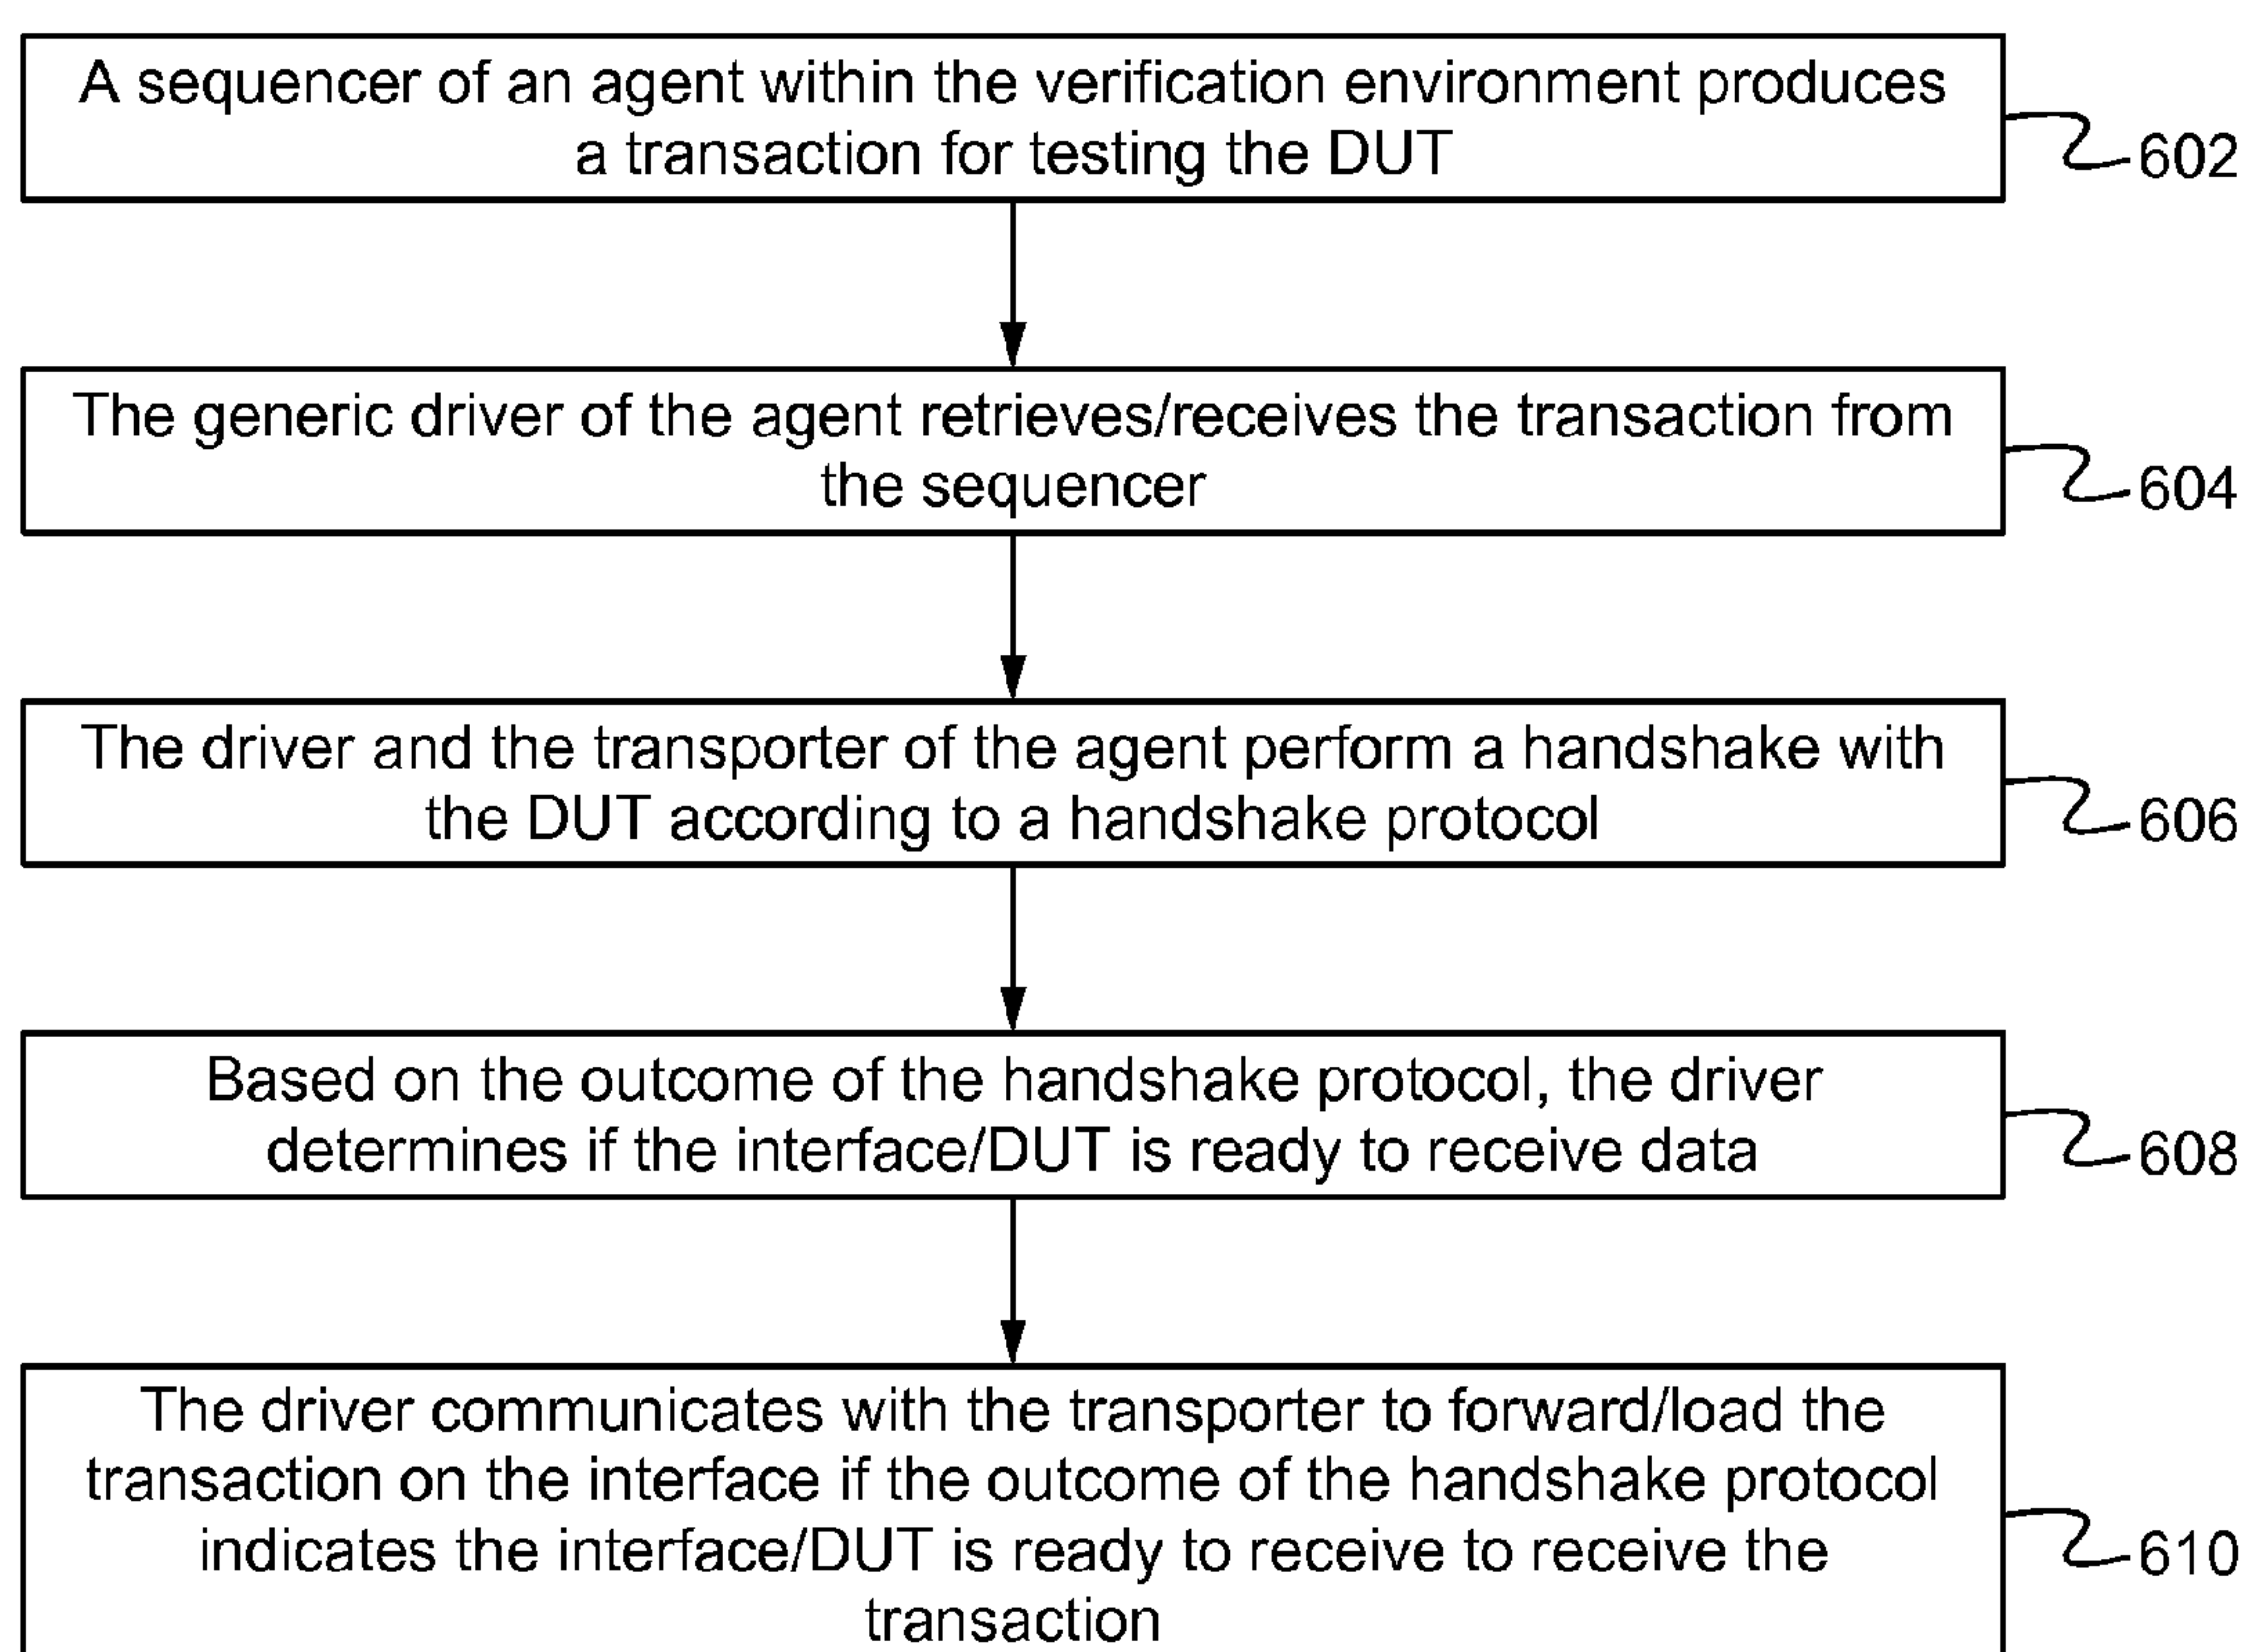 A sequencer of an agent within the verification environment produces
a transaction for testing the DUT
602
The generic driver of the agent retrieves/receives the transaction from
the sequencer
604
The driver and the transporter of the agent perform a handshake with
the DUT according to a handshake protocol
606
Based on the outcome of the handshake protocol, the driver
determines if the interface/DUT is ready to receive data
608
The driver communicates with the transporter to forward/load the
transaction on the interface if the outcome of the handshake protocol
indicates the interface/DUT is ready to receive to receive the
transaction
610